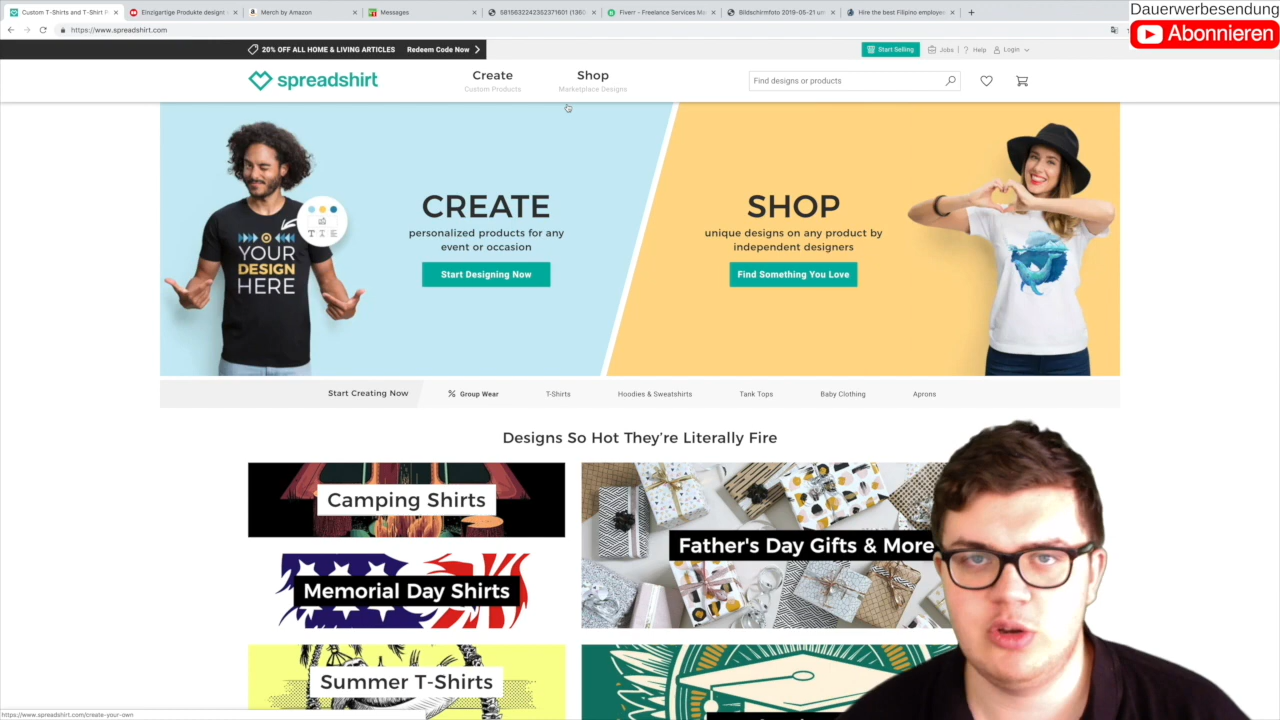 Custom T-Shirts and T-Shirt P
Einzigartige Produkte designt
Merch by Amazon
Messages
5815632242352371601 (1360
Fiverr - Freelance Services Ma
Bildschirmfoto 2019-05-21 um
Hire the best Filipino employe
Dauerwerbesendung
Abonnieren
https://www.spreadshirt.com
20% OFF ALL HOME & LIVING ARTICLES Redeem Code Now
Start Selling Jobs Help Login
spreadshirt
Create
Custom Products
Shop
Marketplace Designs
Find designs or products
YOUR
DESIGN
HERE
CREATE
personalized products for any
event or occasion
Start Designing Now
SHOP
unique designs on any product by
independent designers
Find Something You Love
Start Creating Now
% Group Wear T-Shirts Hoodies & Sweatshirts Tank Tops Baby Clothing Aprons
Designs So Hot They're Literally Fire
Camping Shirts
Father's Day Gifts & More
Memorial Day Shirts
Summer T-Shirts
https://www.spreadshirt.com/create-your-own